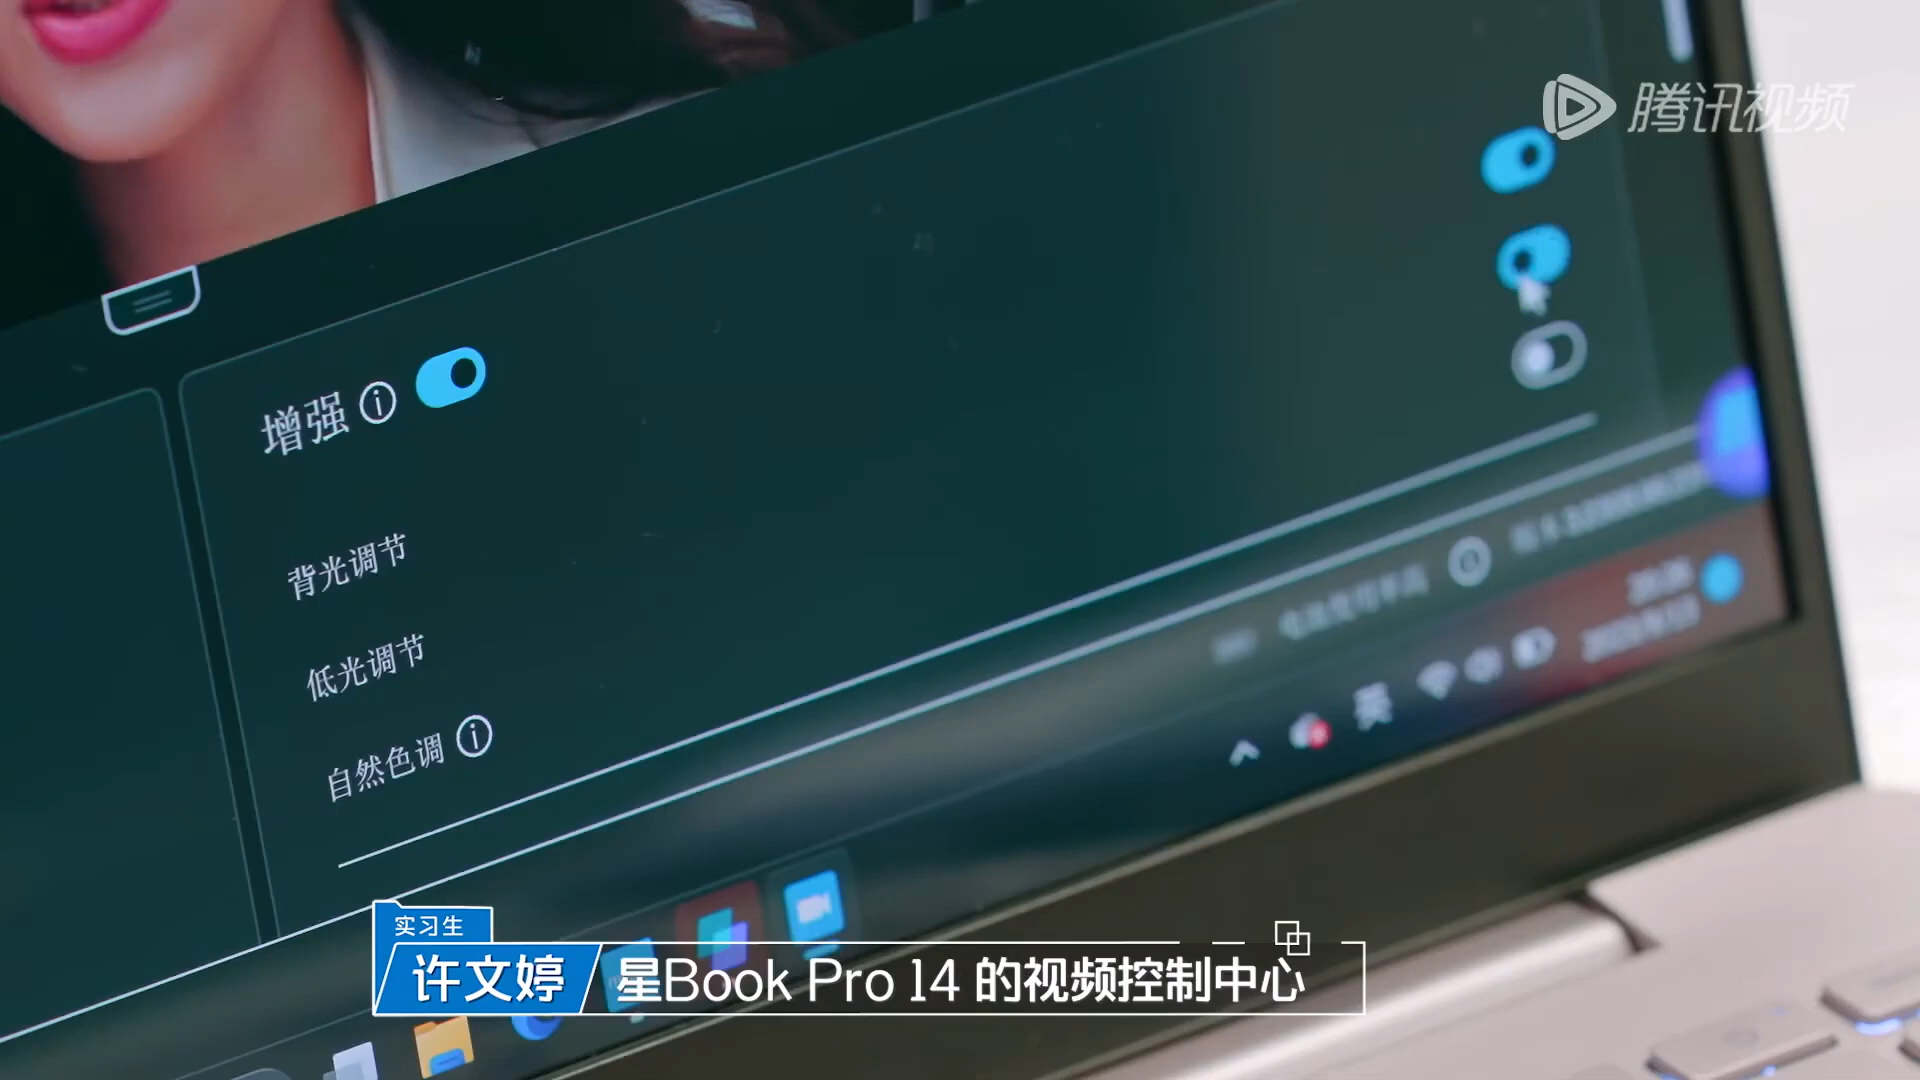 腾讯视频
增强
背光调节
低光调节
自然色调
英
实习生
许文婷
星Book Pro 14 的视频控制中心